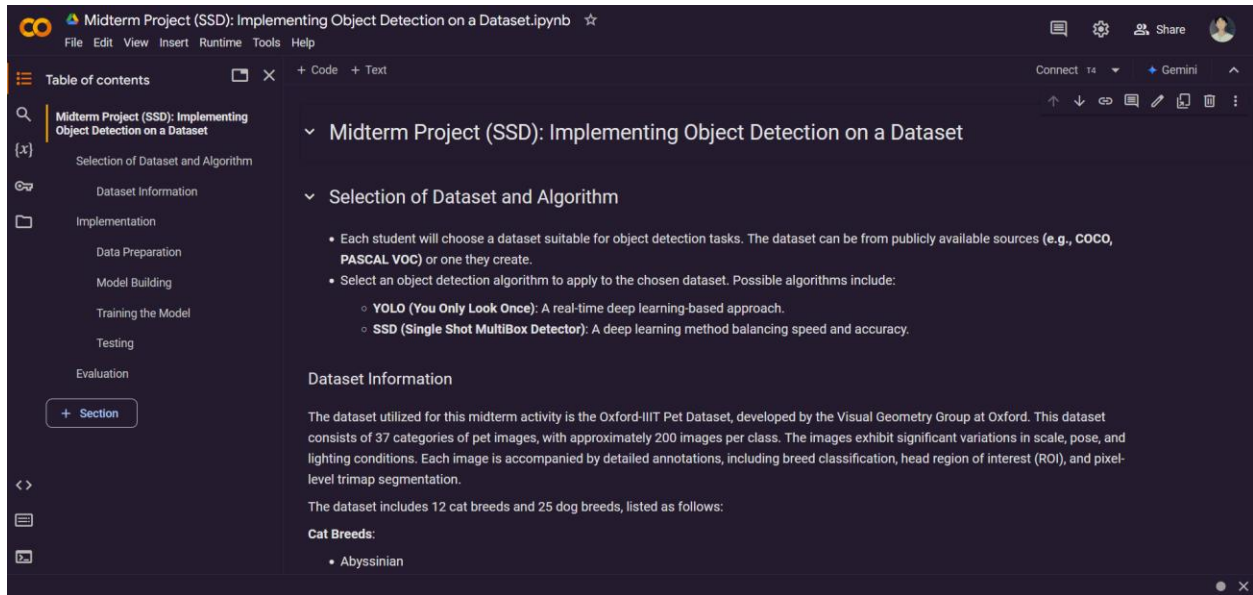 Midterm Project (SSD): Implementing Object Detection on a Dataset.ipynb
File Edit View Insert Runtime Tools Help
Share
Table of contents
+ Code + Text
Connect T4
Gemini
Midterm Project (SSD): Implementing
Object Detection on a Dataset
Selection of Dataset and Algorithm
Dataset Information
Implementation
Data Preparation
Model Building
Training the Model
Testing
Evaluation
+ Section
{x}
Midterm Project (SSD): Implementing Object Detection on a Dataset
Selection of Dataset and Algorithm
• Each student will choose a dataset suitable for object detection tasks. The dataset can be from publicly available sources (e.g., COCO,
PASCAL VOC) or one they create.
• Select an object detection algorithm to apply to the chosen dataset. Possible algorithms include:
◦ YOLO (You Only Look Once): A real-time deep learning-based approach.
◦ SSD (Single Shot MultiBox Detector): A deep learning method balancing speed and accuracy.
Dataset Information
The dataset utilized for this midterm activity is the Oxford-IIIT Pet Dataset, developed by the Visual Geometry Group at Oxford. This dataset
consists of 37 categories of pet images, with approximately 200 images per class. The images exhibit significant variations in scale, pose, and
lighting conditions. Each image is accompanied by detailed annotations, including breed classification, head region of interest (ROI), and pixel-
level trimap segmentation.
The dataset includes 12 cat breeds and 25 dog breeds, listed as follows:
Cat Breeds:
• Abyssinian